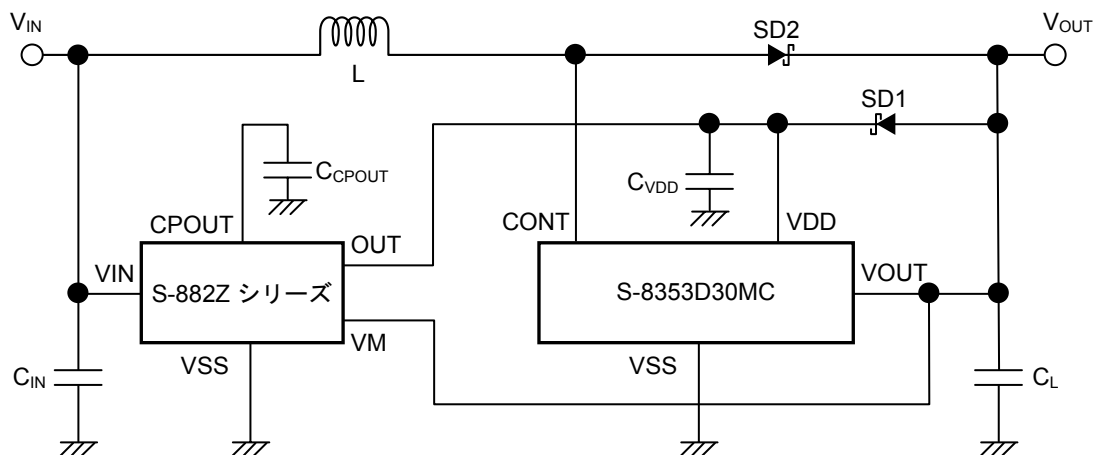 VIN
L
SD2
VOUT
SD1
CCPOUT
CVDD
CPOUT
OUT
CONT
VDD
VIN
S-882Z シリーズ
S-8353D30MC
VOUT
VM
VSS
VSS
CIN
CL